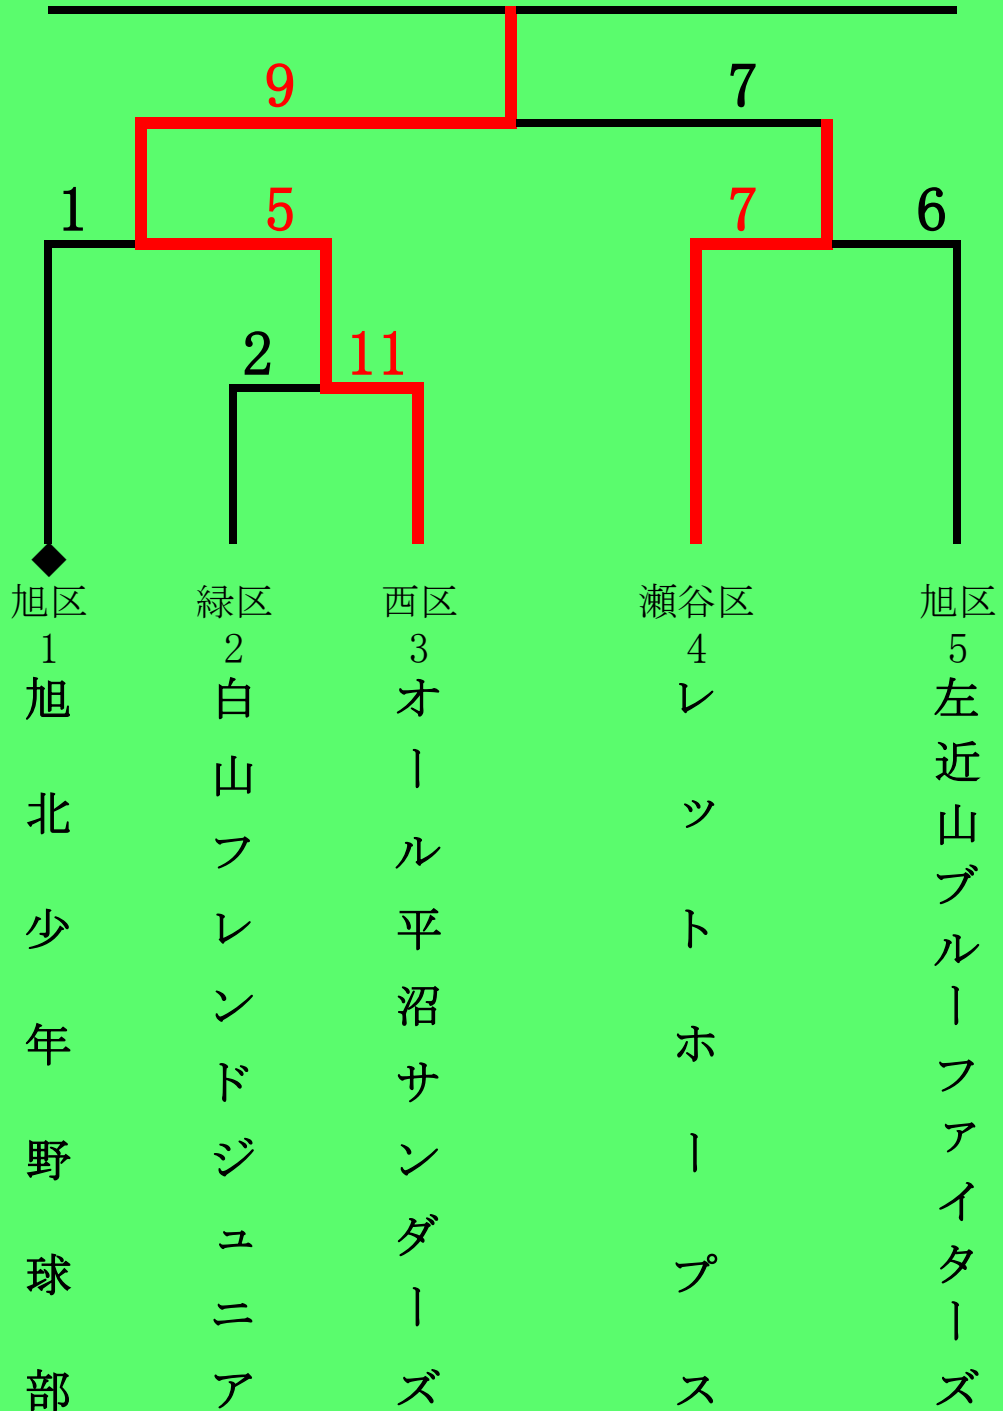 9
7
1
5
7
6
2
11
旭区
1
旭北少年野球部
緑区
2
白山フレンドジュニア
西区
3
オール平沼サンダーズ
瀬谷区
4
レットホープス
旭区
5
左近山ブルーファイターズ